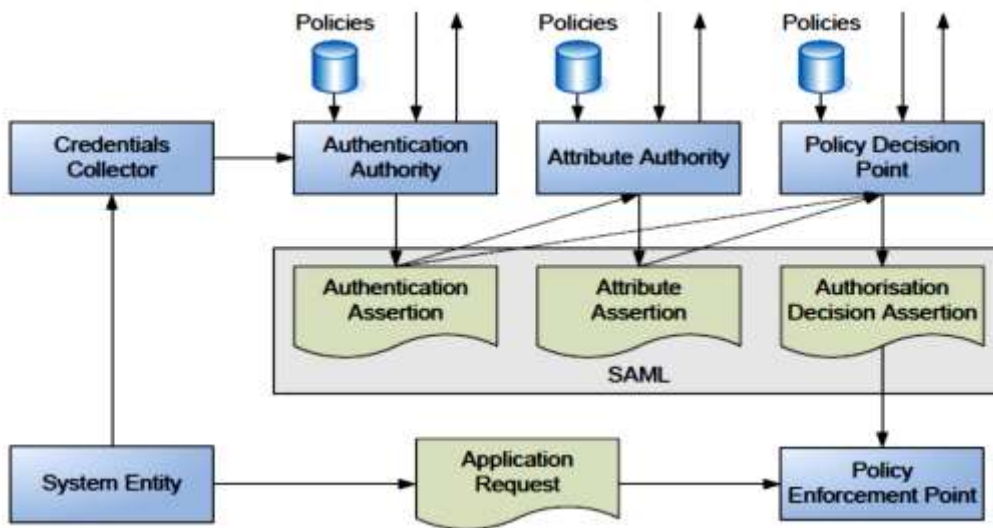 Policies
Policies
Policies
Credentials
Collector
Authentication
Authority
Attribute Authority
Policy Decision
Point
Authentication
Assertion
Attribute
Assertion
Authorisation
Decision Assertion
SAML
System Entity
Application
Request
Policy
Enforcement Point